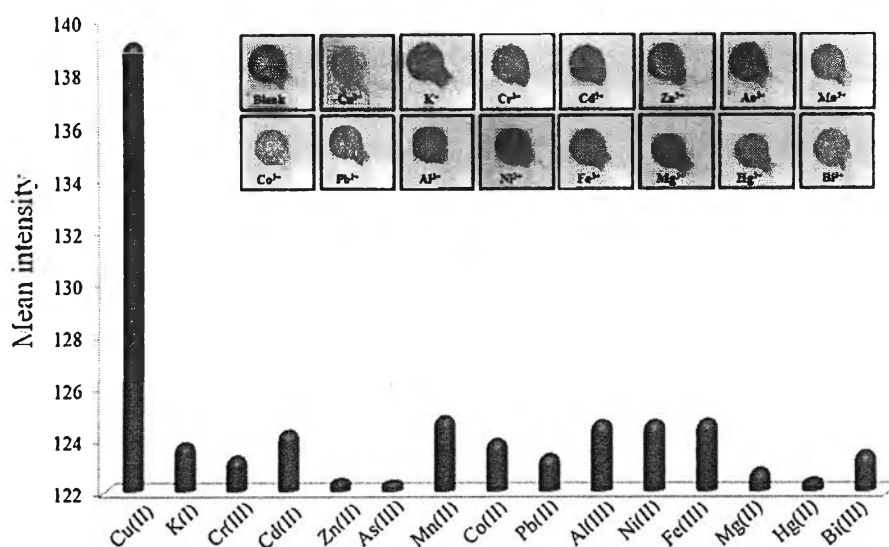 Mean intensity
140
138
136
134
132
130
128
126
124
122
Blank
K⁺
Cr³⁺
Cd²⁺
Zn²⁺
As³⁺
Mn²⁺
Co²⁺
Pb²⁺
Al³⁺
Ni²⁺
Fe³⁺
Mg²⁺
Hg²⁺
Bi³⁺
Cu(II)
K(I)
Cr(III)
Cd(II)
Zn(II)
As(III)
Mn(II)
Co(II)
Pb(II)
Al(III)
Ni(II)
Fe(III)
Mg(II)
Hg(II)
Bi(III)